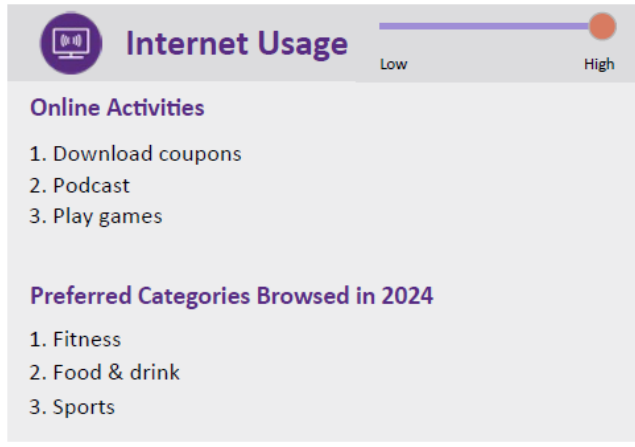 Internet Usage
Low
High
Online Activities
1. Download coupons
2. Podcast
3. Play games
Preferred Categories Browsed in 2024
1. Fitness
2. Food & drink
3. Sports